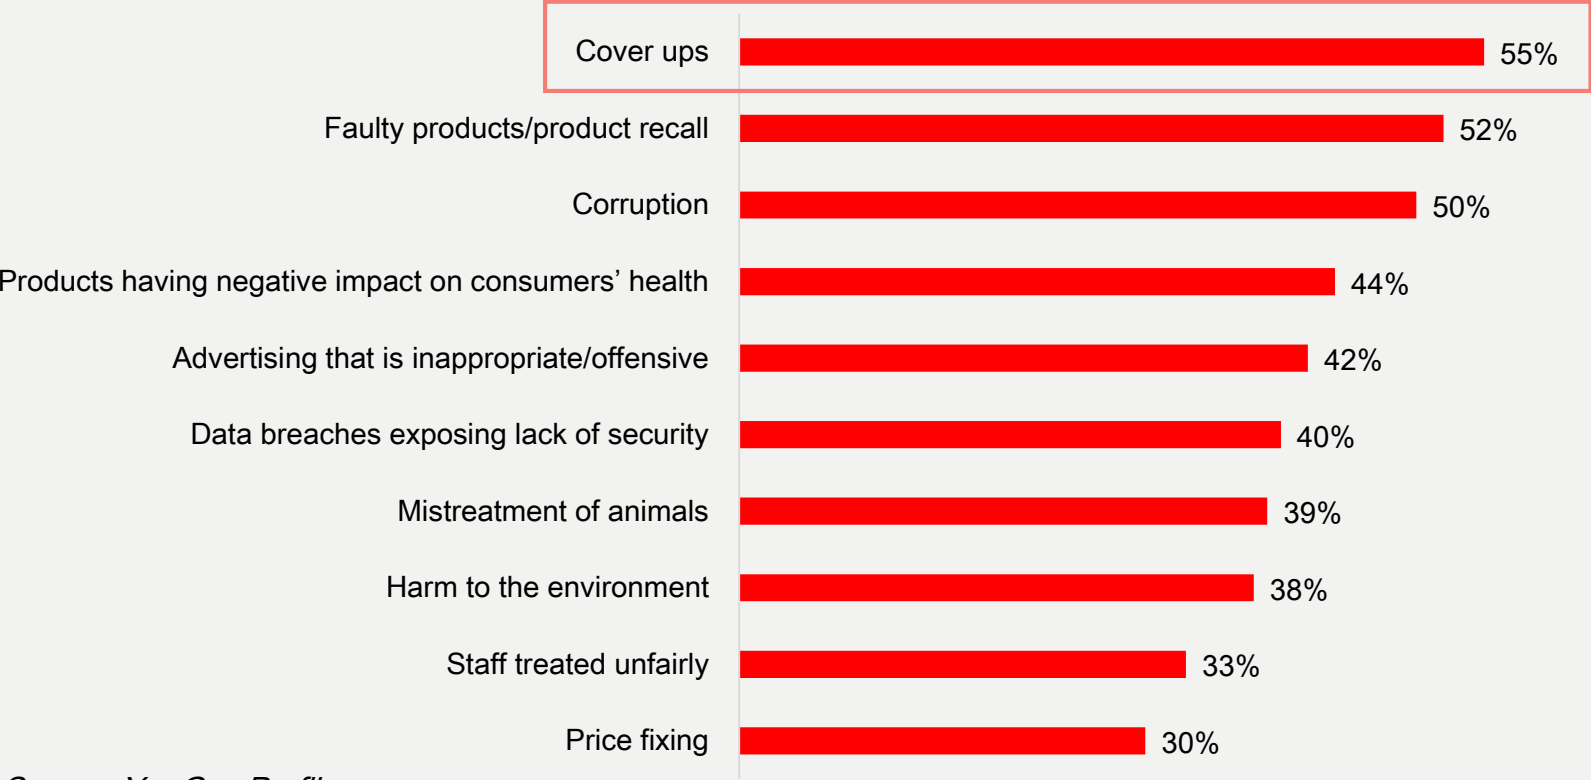 Cover ups 55%
Faulty products/product recall 52%
Corruption 50%
Products having negative impact on consumers’ health 44%
Advertising that is inappropriate/offensive 42%
Data breaches exposing lack of security 40%
Mistreatment of animals 39%
Harm to the environment 38%
Staff treated unfairly 33%
Price fixing 30%